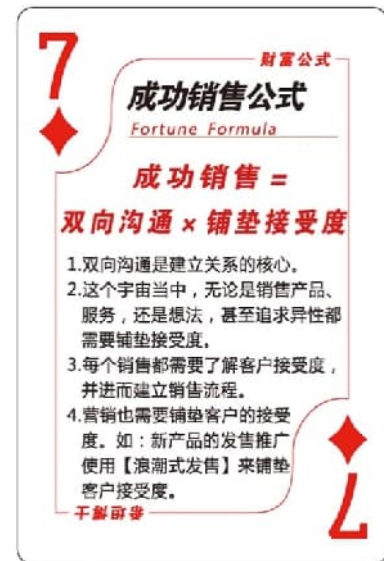 7
财富公式
成功销售公式
Fortune Formula
成功销售 =
双向沟通 × 铺垫接受度
1.双向沟通是建立关系的核心。
2.这个宇宙当中，无论是销售产品、
服务，还是想法，甚至追求异性都
需要铺垫接受度。
3.每个销售都需要了解客户接受度，
并进而建立销售流程。
4.营销也需要铺垫客户的接受
度。如：新产品的发售推广
使用【浪潮式发售】来铺垫
客户接受度。
7